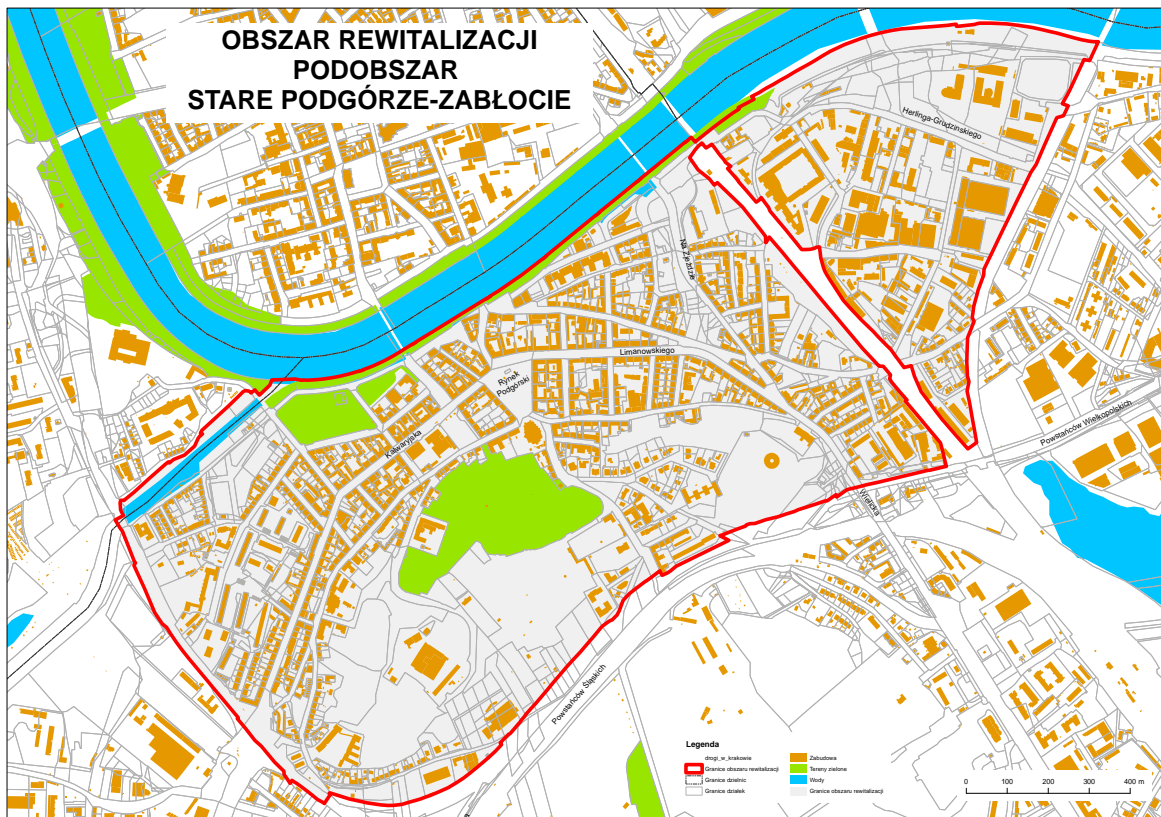 OBSZAR REWITALIZACJI
PODOBSZAR
STARE PODGÓRZE-ZABŁOCIE
Herlinga-Grudzinskiego
Na Zjeździe
Limanowskiego
Rynek
Podgórski
Kalwaryjska
Powstańców Wielkopolskich
Wielicka
Powstańców Śląskich
Legenda
drogi_w_krakowie
Granice obszaru rewitalizacji
Granice dzielnic
Granice działek
Zabudowa
Tereny zielone
Wody
Granice obszaru rewitalizacji
0 100 200 300 400 m